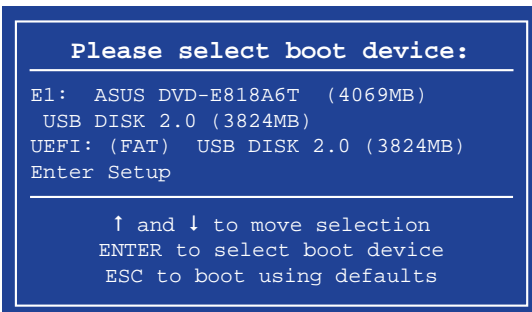 Please select boot device:
E1: ASUS DVD-E818A6T (4069MB)
USB DISK 2.0 (3824MB)
UEFI: (FAT) USB DISK 2.0 (3824MB)
Enter Setup
↑ and ↓ to move selection
ENTER to select boot device
ESC to boot using defaults